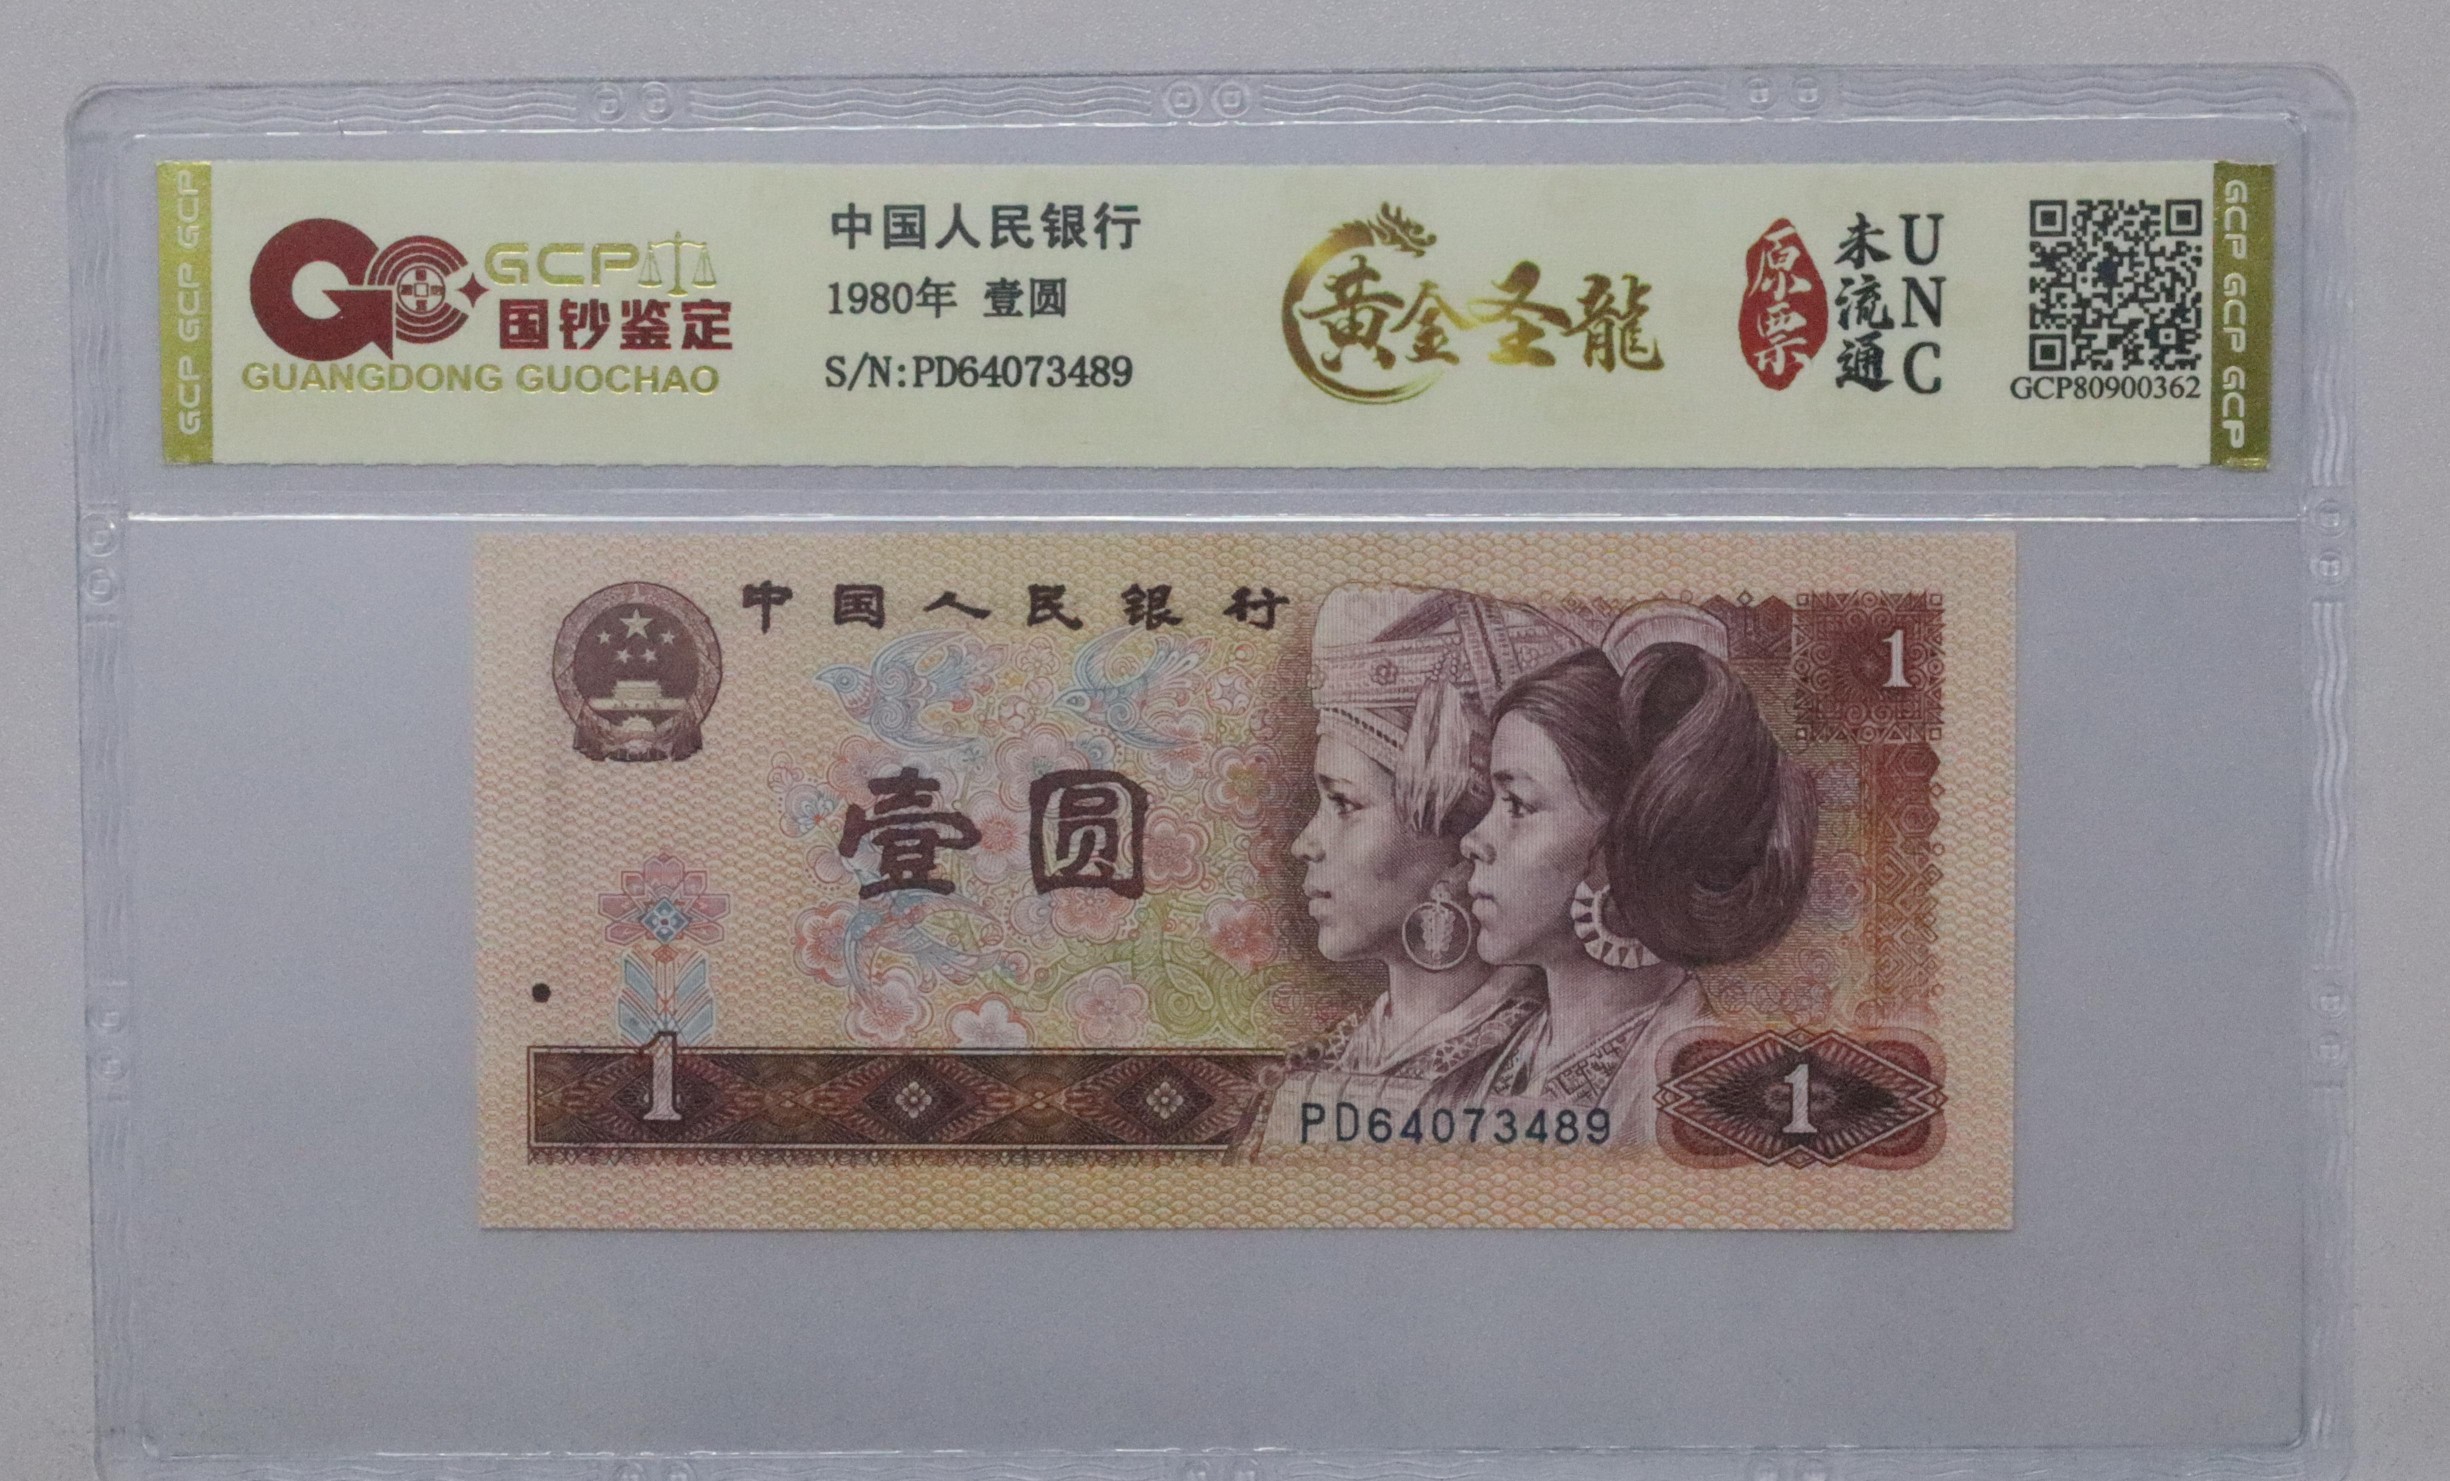 GCP GCP GCP
GCP
国钞鉴定
GUANGDONG GUOCHAO
中国人民银行
1980年 壹圆
S/N:PD64073489
黄金圣龍
原票
未流通
UNC
GCP80900362
GCP GCP GCP
中国人民银行
1
壹圆
1
PD64073489
1